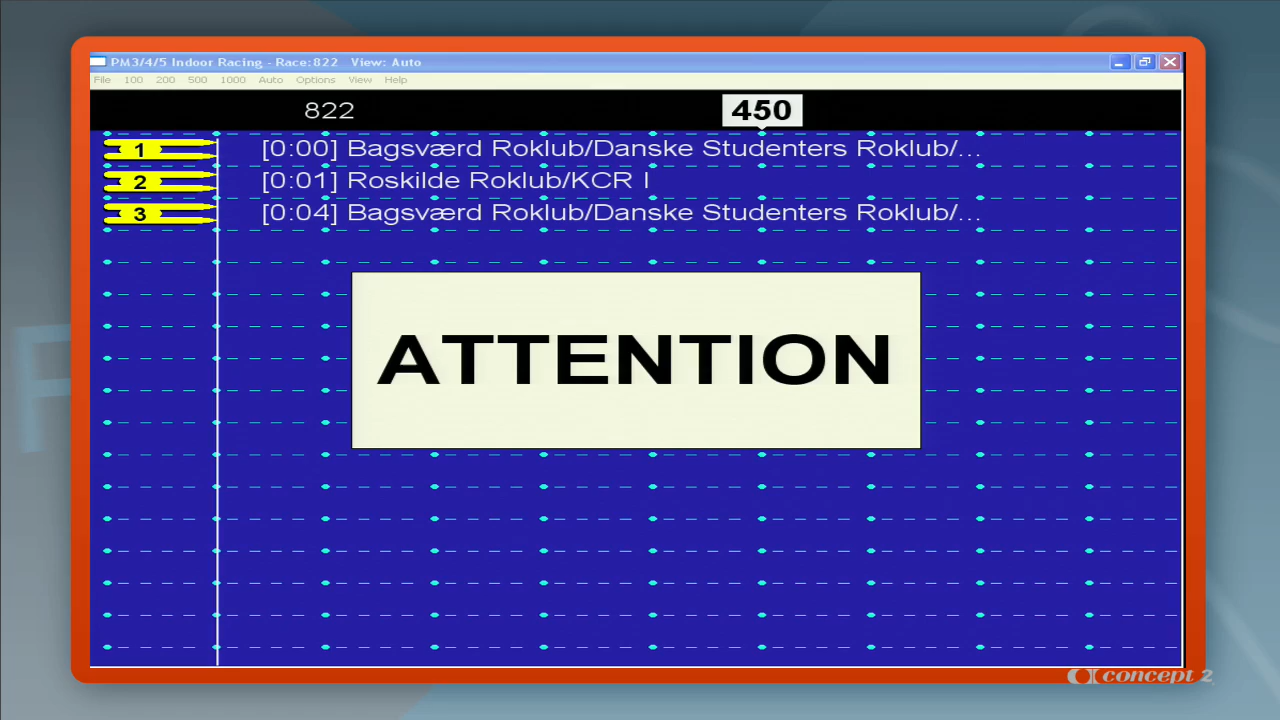 PM3/4/5 Indoor Racing - Race:822 View: Auto
File 100 200 500 1000 Auto Options View Help
822 450
1 [0:00] Bagsværd Roklub/Danske Studenters Roklub/...
2 [0:01] Roskilde Roklub/KCR I
3 [0:04] Bagsværd Roklub/Danske Studenters Roklub/...
ATTENTION
concept 2